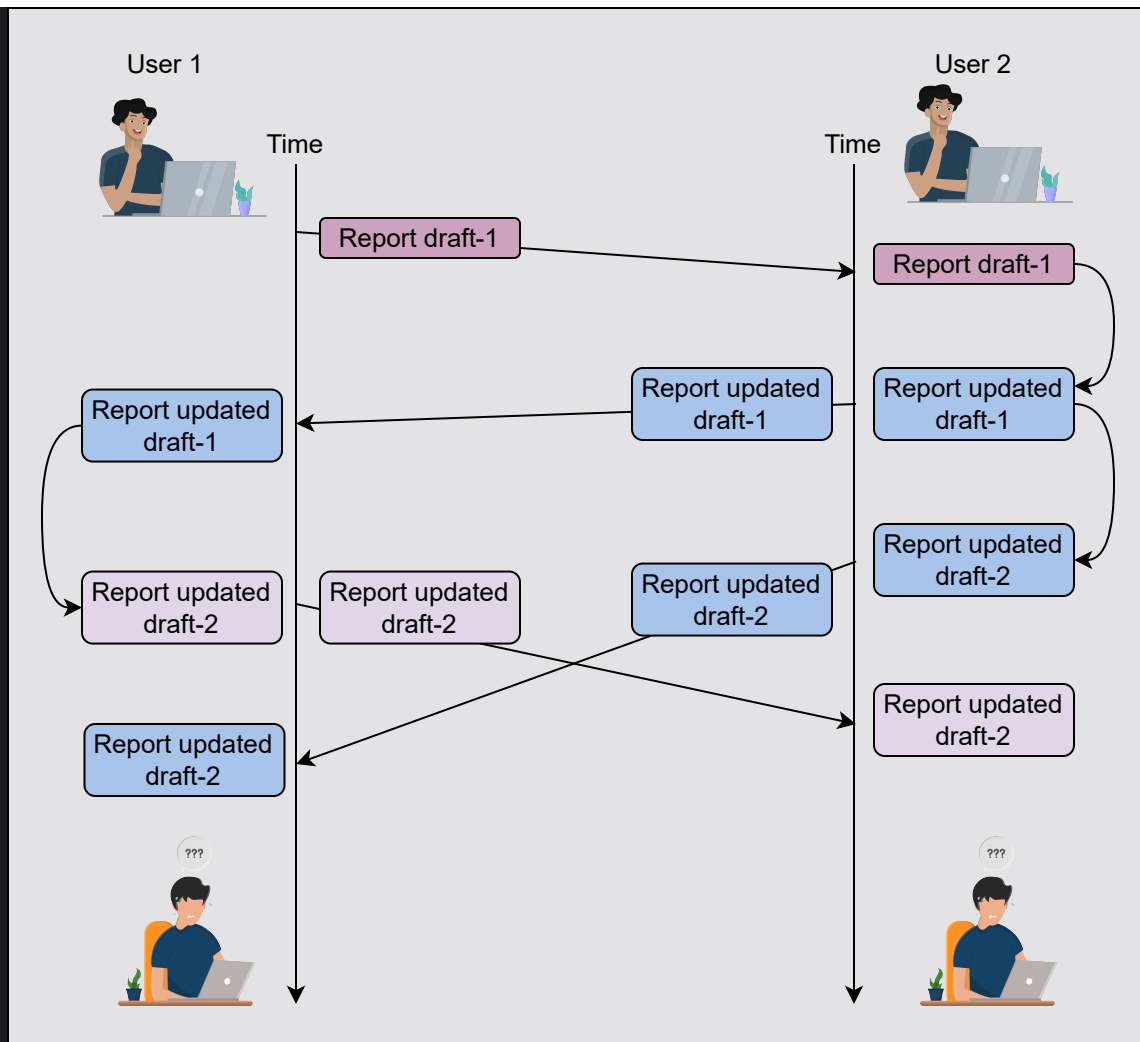 User 1
User 2
Time
Time
Report draft-1
Report draft-1
Report updated
draft-1
Report updated
draft-1
Report updated
draft-1
Report updated
draft-2
Report updated
draft-2
Report updated
draft-2
Report updated
draft-2
Report updated
draft-2
Report updated
draft-2
???
???